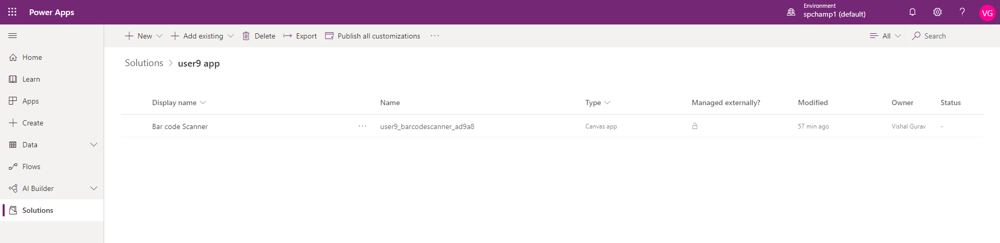 Power Apps
Environment
spchamp1 (default)
?
VG
New
Add existing
Delete
Export
Publish all customizations
...
All
Search
Home
Learn
Apps
Create
Data
Flows
AI Builder
Solutions
Solutions > user9 app
Display name Name Type Managed externally? Modified Owner Status
Bar code Scanner ... user9_barcodescanner_ad9a8 Canvas app 57 min ago Vishal Gurav -